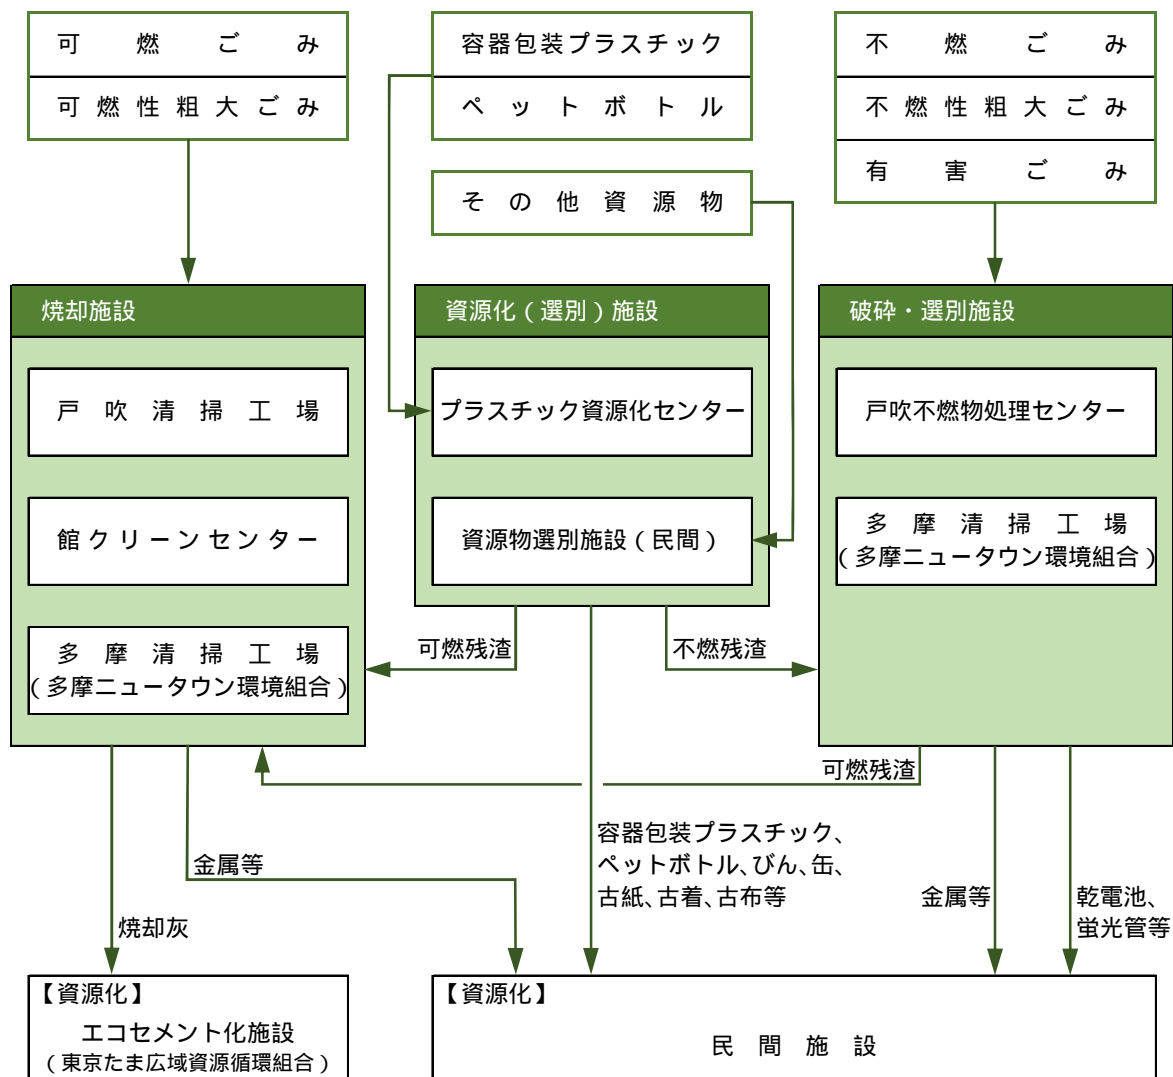 可燃ごみ
可燃性粗大ごみ
容器包装プラスチック
ペットボトル
その他資源物
不燃ごみ
不燃性粗大ごみ
有害ごみ
焼却施設
戸吹清掃工場
館クリーンセンター
多摩清掃工場
(多摩ニュータウン環境組合)
資源化(選別)施設
プラスチック資源化センター
資源物選別施設(民間)
破砕・選別施設
戸吹不燃物処理センター
多摩清掃工場
(多摩ニュータウン環境組合)
可燃残渣
不燃残渣
可燃残渣
金属等
焼却灰
容器包装プラスチック、
ペットボトル、びん、缶、
古紙、古着、古布等
金属等
乾電池、
蛍光管等
【資源化】
エコセメント化施設
(東京たま広域資源循環組合)
【資源化】
民間施設